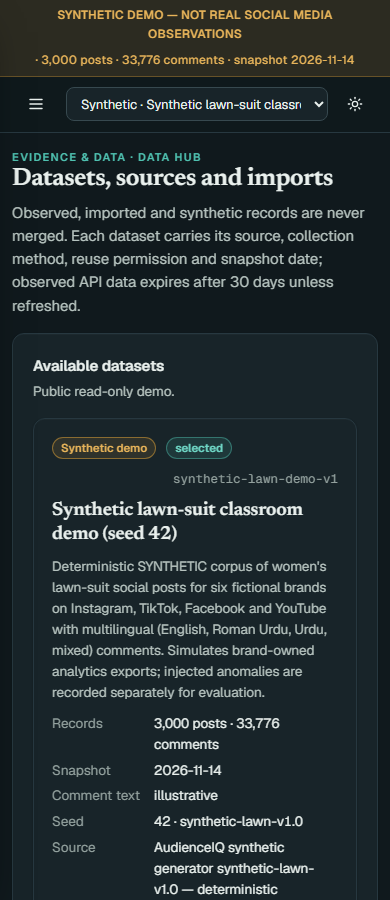 SYNTHETIC DEMO — NOT REAL SOCIAL MEDIA
OBSERVATIONS
· 3,000 posts · 33,776 comments · snapshot 2026-11-14
Synthetic · Synthetic lawn-suit classr
EVIDENCE & DATA · DATA HUB
Datasets, sources and imports
Observed, imported and synthetic records are never
merged. Each dataset carries its source, collection
method, reuse permission and snapshot date;
observed API data expires after 30 days unless
refreshed.
Available datasets
Public read-only demo.
Synthetic demo
selected
synthetic-lawn-demo-v1
Synthetic lawn-suit classroom
demo (seed 42)
Deterministic SYNTHETIC corpus of women's
lawn-suit social posts for six fictional brands
on Instagram, TikTok, Facebook and YouTube
with multilingual (English, Roman Urdu, Urdu,
mixed) comments. Simulates brand-owned
analytics exports; injected anomalies are
recorded separately for evaluation.
Records 3,000 posts · 33,776
comments
Snapshot 2026-11-14
Comment text illustrative
Seed 42 · synthetic-lawn-v1.0
Source AudienceIQ synthetic
generator synthetic-lawn-
v1.0 — deterministic